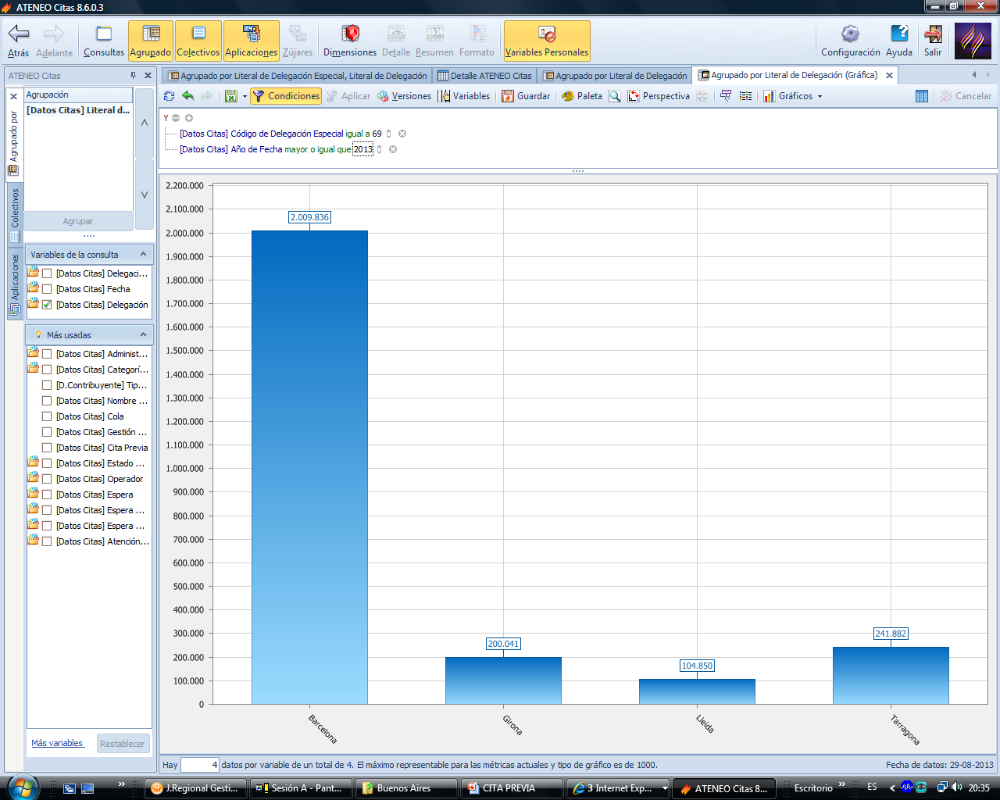 ATENEO Citas 8.6.0.3
Atrás Adelante Consultas Agrupado Colectivos Aplicaciones Zújares Dimensiones Detalle Resumen Formato Variables Personales Configuración Ayuda Salir
ATENEO Citas
Agrupado por Literal de Delegación Especial, Literal de Delegación
Detalle ATENEO Citas
Agrupado por Literal de Delegación
Agrupado por Literal de Delegación (Gráfica)
Condiciones Aplicar Versiones Variables Guardar Paleta Perspectiva Gráficos Cancelar
Agrupado por
Colectivos
Aplicaciones
Agrupación
[Datos Citas] Literal d...
Agrupar
Variables de la consulta
[Datos Citas] Delegaci...
[Datos Citas] Fecha
[Datos Citas] Delegación
Más usadas
[Datos Citas] Administ...
[Datos Citas] Categorí...
[D.Contribuyente] Tip...
[Datos Citas] Nombre ...
[Datos Citas] Cola
[Datos Citas] Gestión ...
[Datos Citas] Cita Previa
[Datos Citas] Estado ...
[Datos Citas] Operador
[Datos Citas] Espera
[Datos Citas] Espera ...
[Datos Citas] Espera ...
[Datos Citas] Atención...
Más variables
Restablecer
Y
[Datos Citas] Código de Delegación Especial igual a 69
[Datos Citas] Año de Fecha mayor o igual que 2013
2.200.000
2.100.000
2.000.000
1.900.000
1.800.000
1.700.000
1.600.000
1.500.000
1.400.000
1.300.000
1.200.000
1.100.000
1.000.000
900.000
800.000
700.000
600.000
500.000
400.000
300.000
200.000
100.000
0
2.009.836
200.041
104.850
241.882
Barcelona
Girona
Lleida
Tarragona
Hay 4 datos por variable de un total de 4. El máximo representable para las métricas actuales y tipo de gráfico es de 1000.
Fecha de datos: 29-08-2013
J.Regional Gesti...
Sesión A - Pant...
Buenos Aires
CITA PREVIA
3 Internet Exp...
ATENEO Citas 8...
Escritorio
ES
20:35